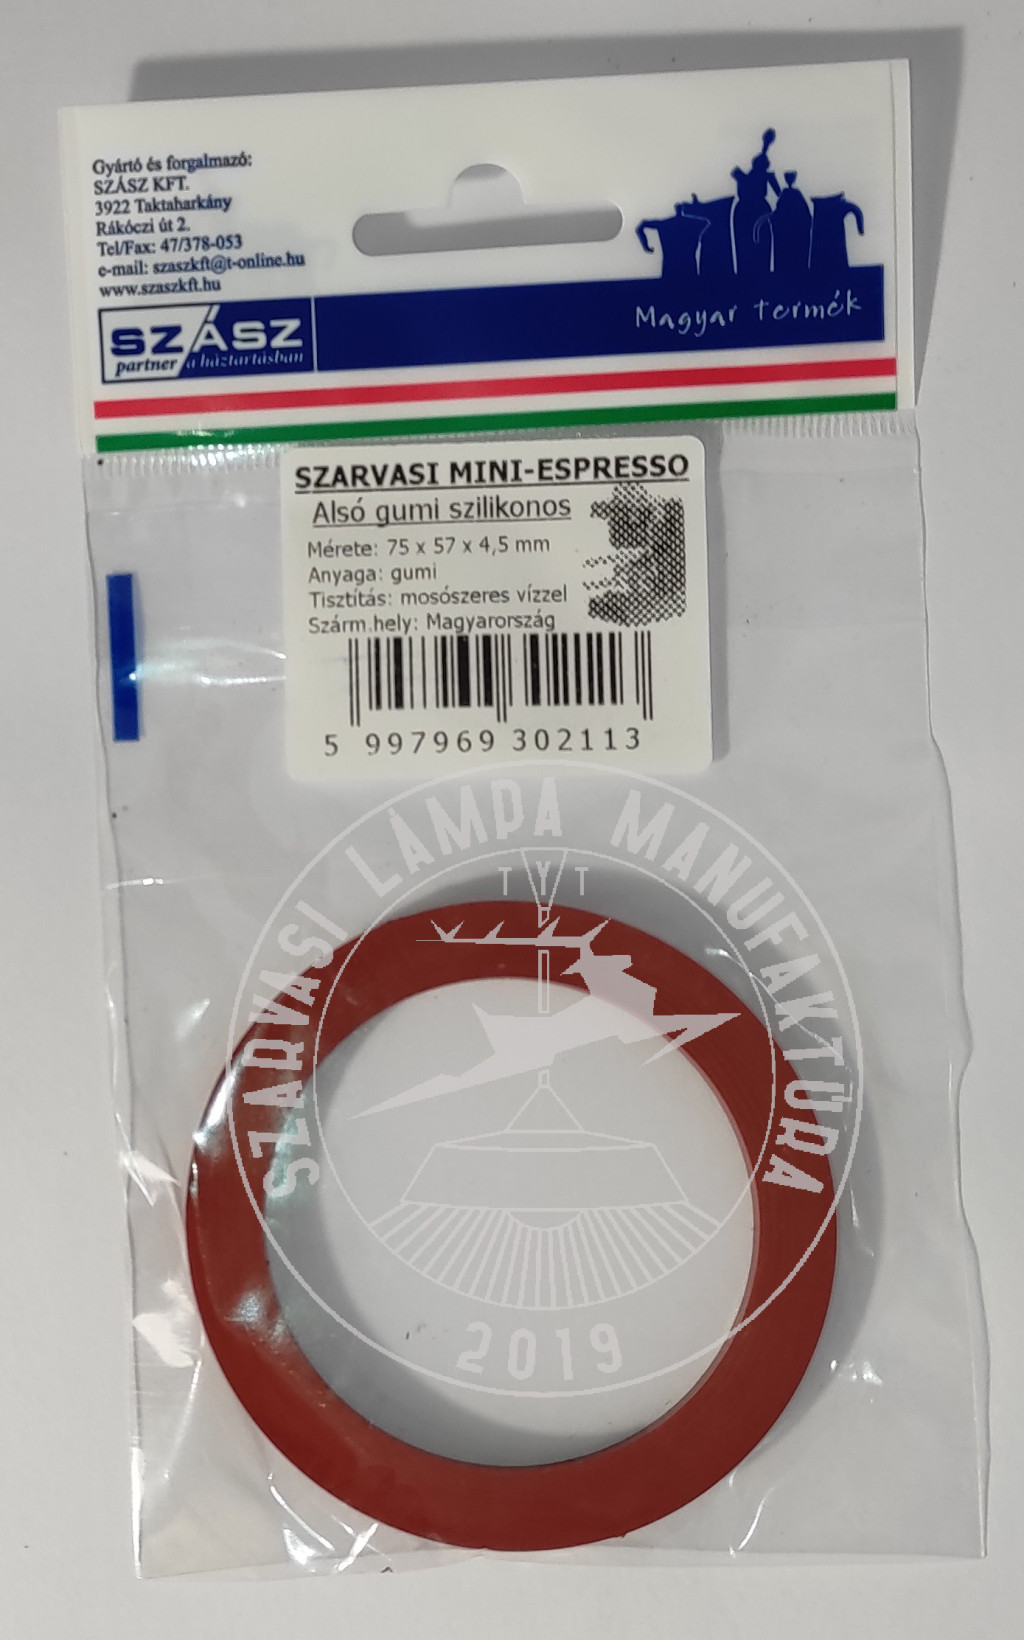 Gyártó és forgalmazó:
SZÁSZ KFT.
3922 Taktaharkány
Rákóczi út 2.
Tel/Fax: 47/378-053
e-mail: szaszkft@t-online.hu
www.szaszkft.hu
SZÁSZ
partner a háztartásban
Magyar termék
SZARVASI MINI-ESPRESSO
Alsó gumi szilikonos
Mérete: 75 x 57 x 4,5 mm
Anyaga: gumi
Tisztítás: mosószeres vízzel
Szárm.hely: Magyarország
5 997969 302113
SZARVASI LÁMPA MANUFAKTÚRA
TYT
2019